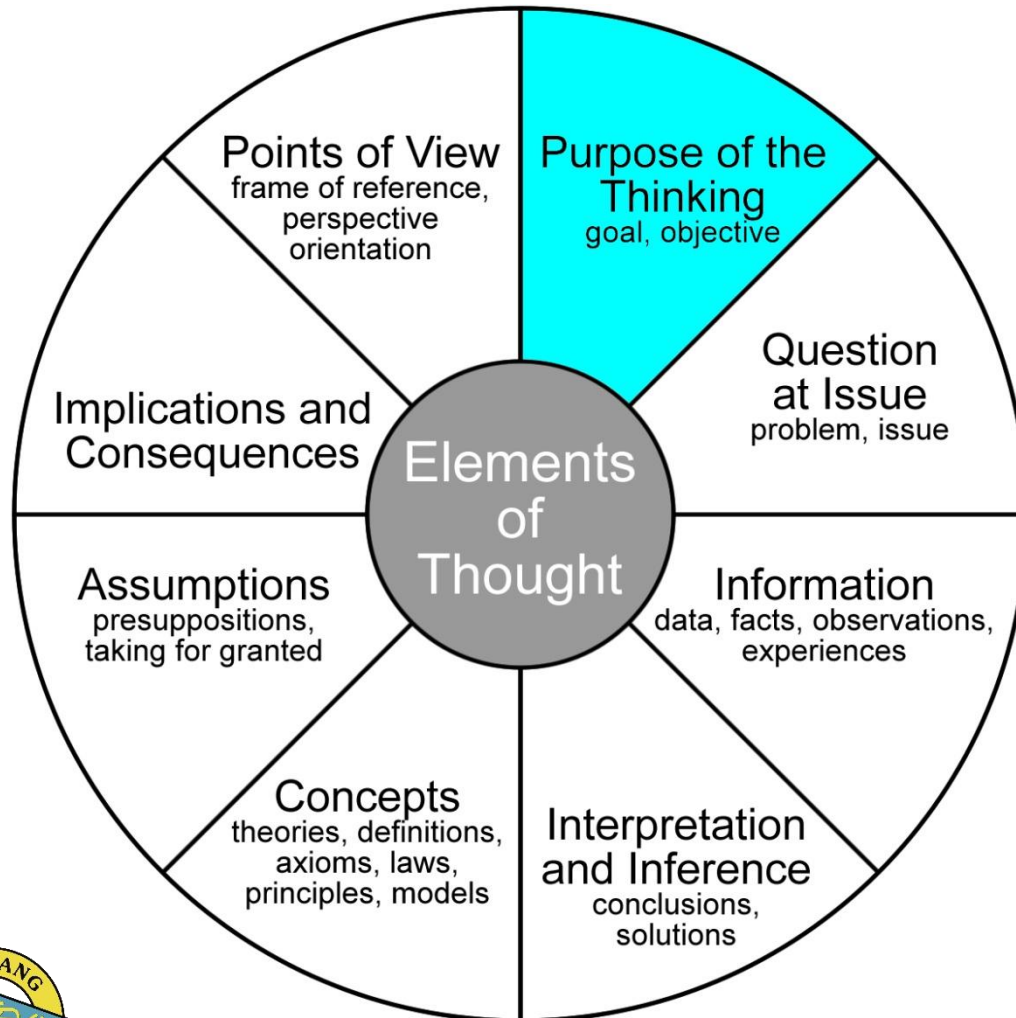 Points of View
frame of reference,
perspective
orientation
Purpose of the
Thinking
goal, objective
Question
at Issue
problem, issue
Information
data, facts, observations,
experiences
Interpretation
and Inference
conclusions,
solutions
Concepts
theories, definitions,
axioms, laws,
principles, models
Assumptions
presuppositions,
taking for granted
Implications and
Consequences
Elements
of
Thought